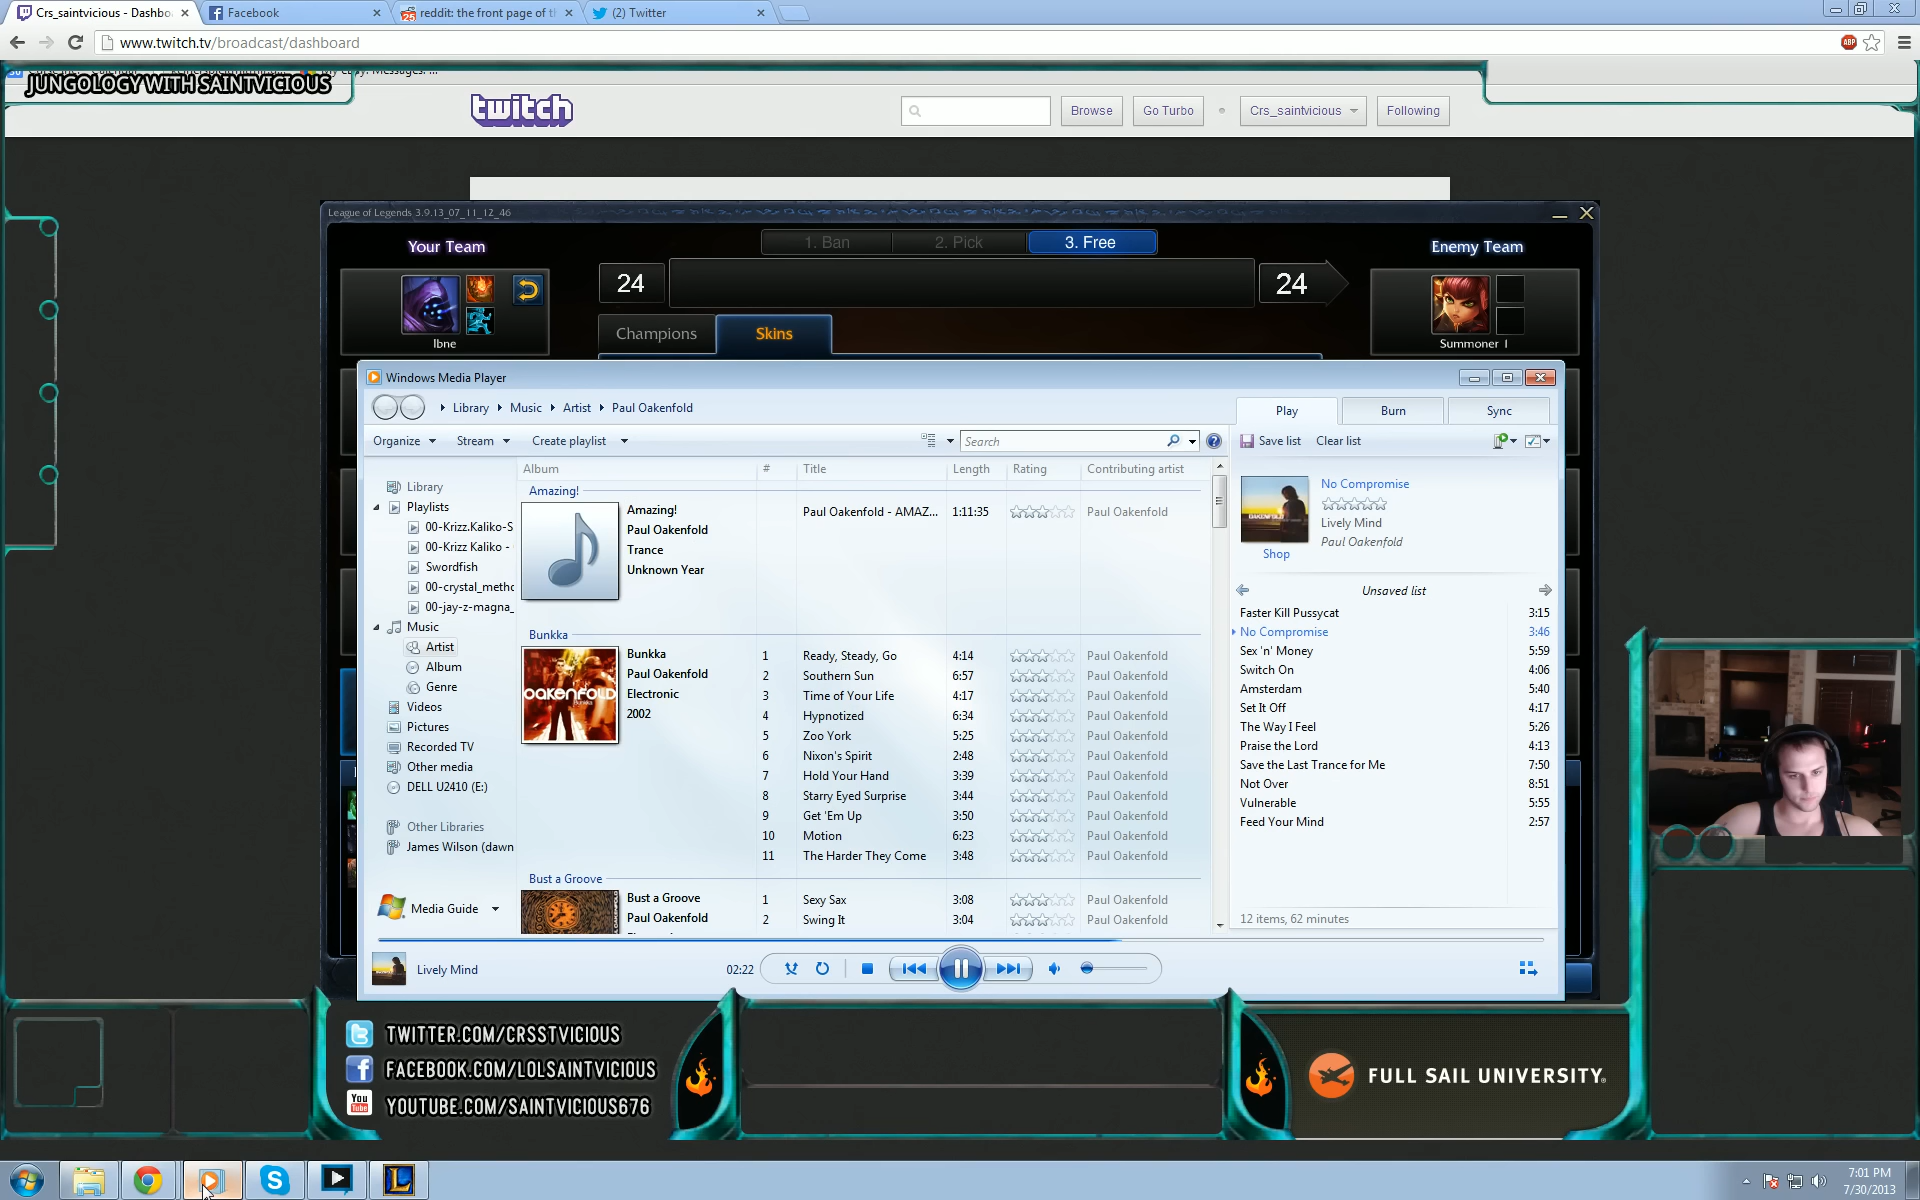 Crs_saintvicious - Dashbo
Facebook
reddit: the front page of t
(2) Twitter
www.twitch.tv/broadcast/dashboard
ABP
JUNGOLOGY WITH SAINTVICIOUS
twitch
Browse
Go Turbo
Crs_saintvicious
Following
League of Legends 3.9.13_07_11_12_46
Your Team
1. Ban
2. Pick
3. Free
Enemy Team
24
24
Ibne
Summoner 1
Champions
Skins
Windows Media Player
Library
Music
Artist
Paul Oakenfold
Play
Burn
Sync
Organize
Stream
Create playlist
Search
Save list
Clear list
Album
#
Title
Length
Rating
Contributing artist
Library
Playlists
00-Krizz.Kaliko-S
00-Krizz Kaliko -
Swordfish
00-crystal_metho
00-jay-z-magna_
Music
Artist
Album
Genre
Videos
Pictures
Recorded TV
Other media
DELL U2410 (E:)
Other Libraries
James Wilson (dawn
Media Guide
Amazing!
Amazing!
Paul Oakenfold
Trance
Unknown Year
Paul Oakenfold - AMAZ... 1:11:35 Paul Oakenfold
Bunkka
OAKENFOLD
Bunkka
Paul Oakenfold
Electronic
2002
1 Ready, Steady, Go 4:14 Paul Oakenfold
2 Southern Sun 6:57 Paul Oakenfold
3 Time of Your Life 4:17 Paul Oakenfold
4 Hypnotized 6:34 Paul Oakenfold
5 Zoo York 5:25 Paul Oakenfold
6 Nixon's Spirit 2:48 Paul Oakenfold
7 Hold Your Hand 3:39 Paul Oakenfold
8 Starry Eyed Surprise 3:44 Paul Oakenfold
9 Get 'Em Up 3:50 Paul Oakenfold
10 Motion 6:23 Paul Oakenfold
11 The Harder They Come 3:48 Paul Oakenfold
Bust a Groove
Bust a Groove
Paul Oakenfold
1 Sexy Sax 3:08 Paul Oakenfold
2 Swing It 3:04 Paul Oakenfold
No Compromise
Lively Mind
Paul Oakenfold
Shop
Unsaved list
Faster Kill Pussycat 3:15
No Compromise 3:46
Sex 'n' Money 5:59
Switch On 4:06
Amsterdam 5:40
Set It Off 4:17
The Way I Feel 5:26
Praise the Lord 4:13
Save the Last Trance for Me 7:50
Not Over 8:51
Vulnerable 5:55
Feed Your Mind 2:57
12 items, 62 minutes
Lively Mind
02:22
TWITTER.COM/CRSSTVICIOUS
FACEBOOK.COM/LOLSAINTVICIOUS
You Tube
YOUTUBE.COM/SAINTVICIOUS676
FULL SAIL UNIVERSITY.
7:01 PM
7/30/2013